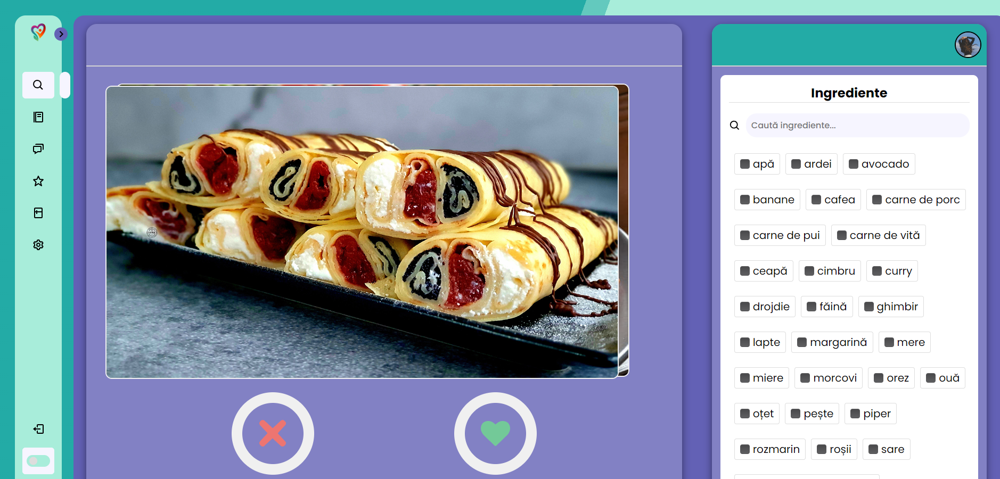 Ingrediente
Caută ingrediente...
apă ardei avocado
banane cafea carne de porc
carne de pui carne de vită
ceapă cimbru curry
drojdie făină ghimbir
lapte margarină mere
miere morcovi orez ouă
oțet pește piper
rozmarin roșii sare
DIANA'S